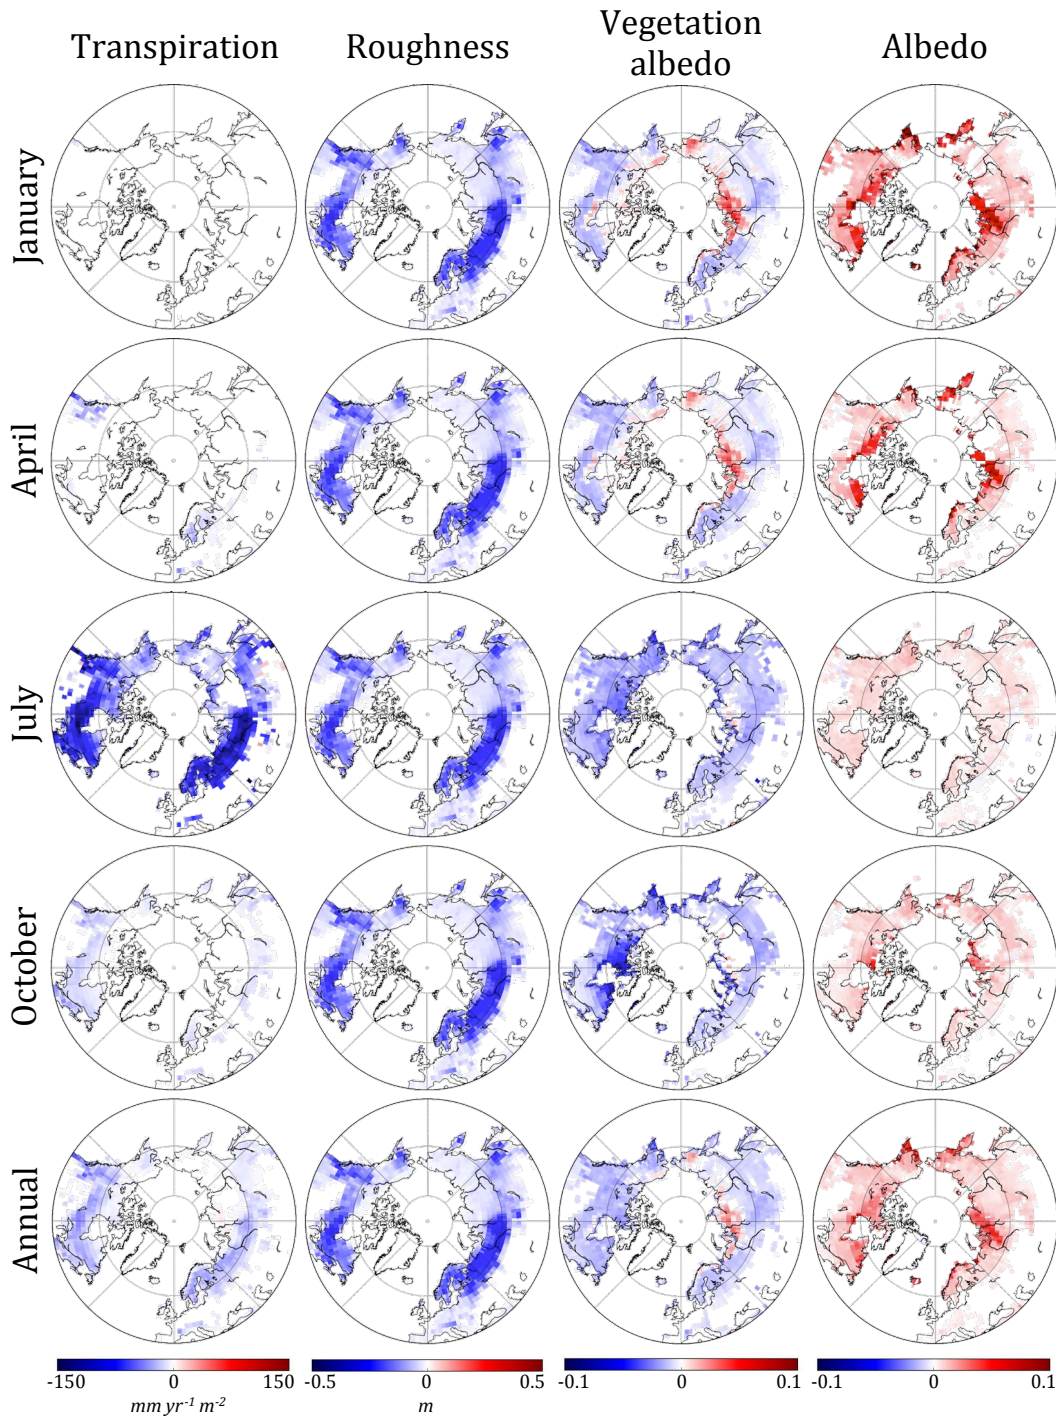 Transpiration
Roughness
Vegetation
albedo
Albedo
January
April
July
October
Annual
-150 0 150
mm yr⁻¹ m⁻²
-0.5 0 0.5
m
-0.1 0 0.1
-0.1 0 0.1